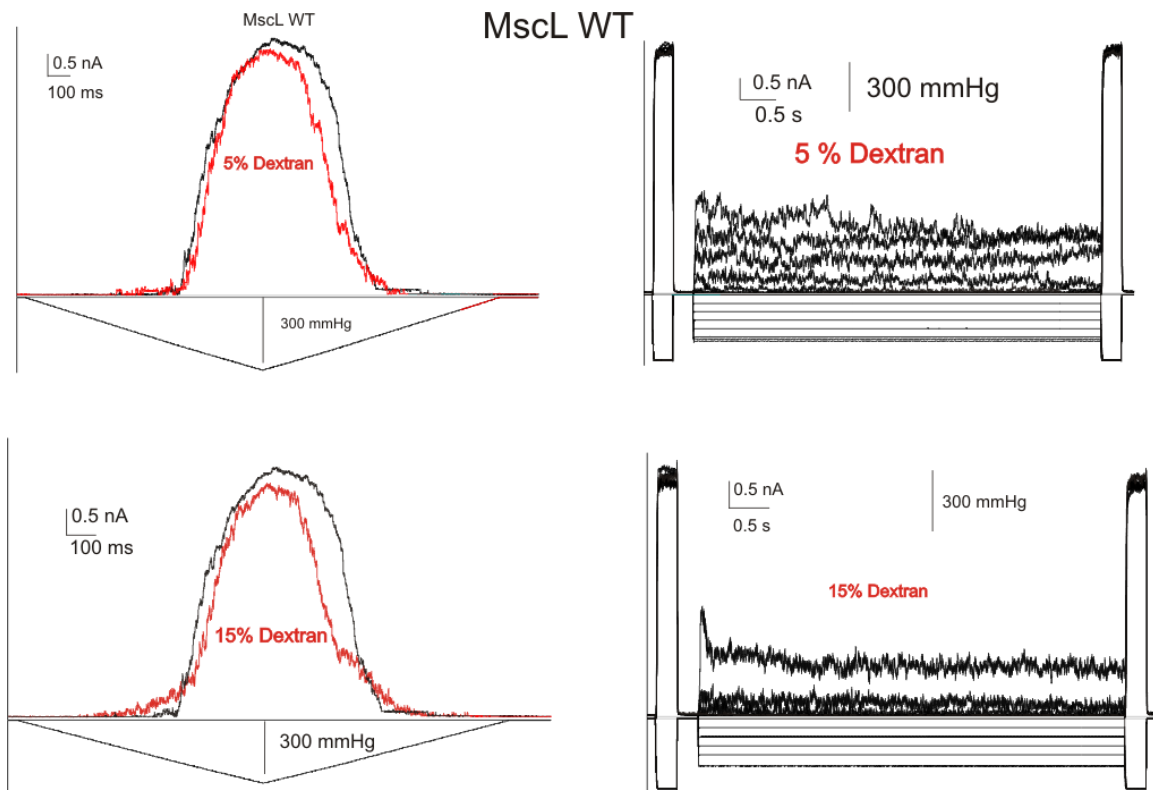 MscL WT
MscL WT
0.5 nA
100 ms
5% Dextran
300 mmHg
0.5 nA
0.5 s
300 mmHg
5 % Dextran
0.5 nA
100 ms
15% Dextran
300 mmHg
0.5 nA
0.5 s
300 mmHg
15% Dextran